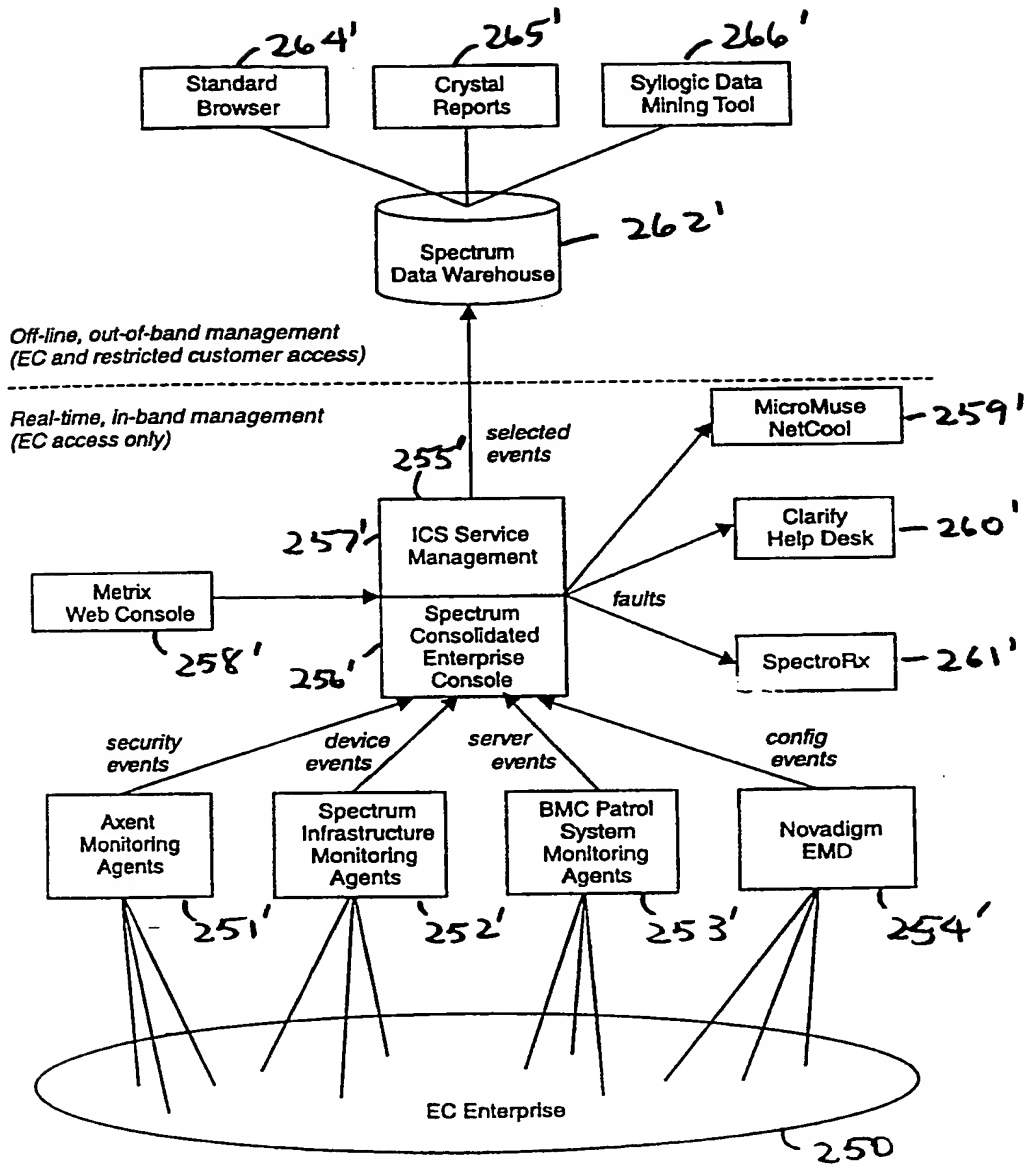 264'
265'
266'
Standard
Browser
Crystal
Reports
Syllogic Data
Mining Tool
Spectrum
Data Warehouse
262'
Off-line, out-of-band management
(EC and restricted customer access)
Real-time, in-band management
(EC access only)
selected
events
MicroMuse
NetCool
259'
255'
257'
ICS Service
Management
Clarify
Help Desk
260'
Metrix
Web Console
258'
Spectrum
Consolidated
Enterprise
Console
256'
faults
SpectroRx
261'
security
events
device
events
server
events
config
events
Axent
Monitoring
Agents
Spectrum
Infrastructure
Monitoring
Agents
BMC Patrol
System
Monitoring
Agents
Novadigm
EMD
251'
252'
253'
254'
EC Enterprise
250